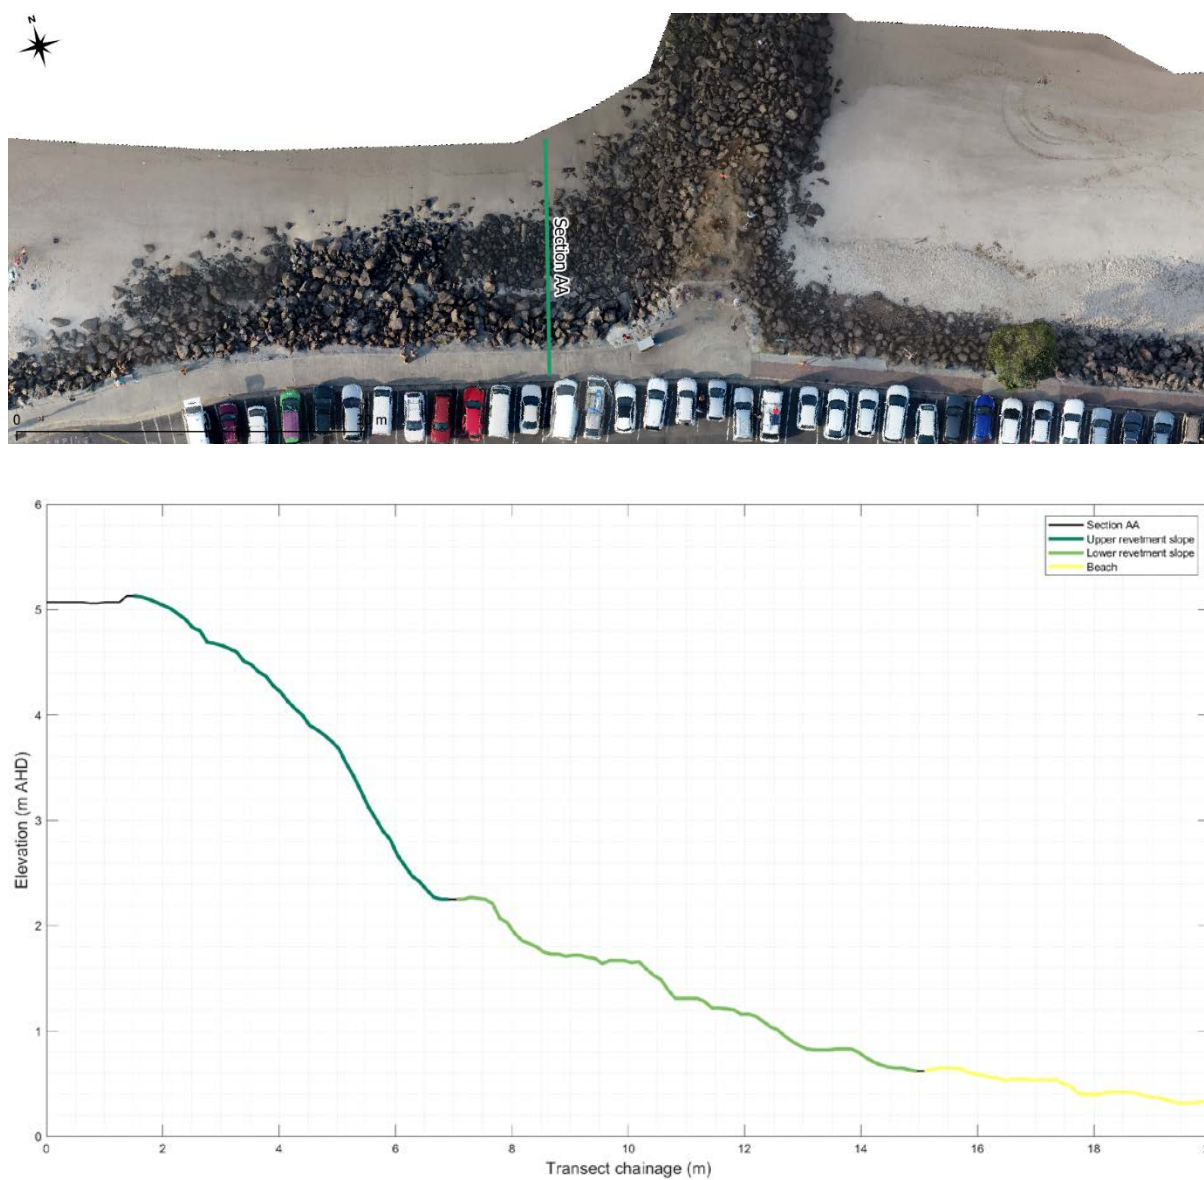 N
Section AA
0
m
6
Section AA
Upper revetment slope
Lower revetment slope
Beach
5
4
3
2
1
0
Elevation (m AHD)
0 2 4 6 8 10 12 14 16 18
Transect chainage (m)